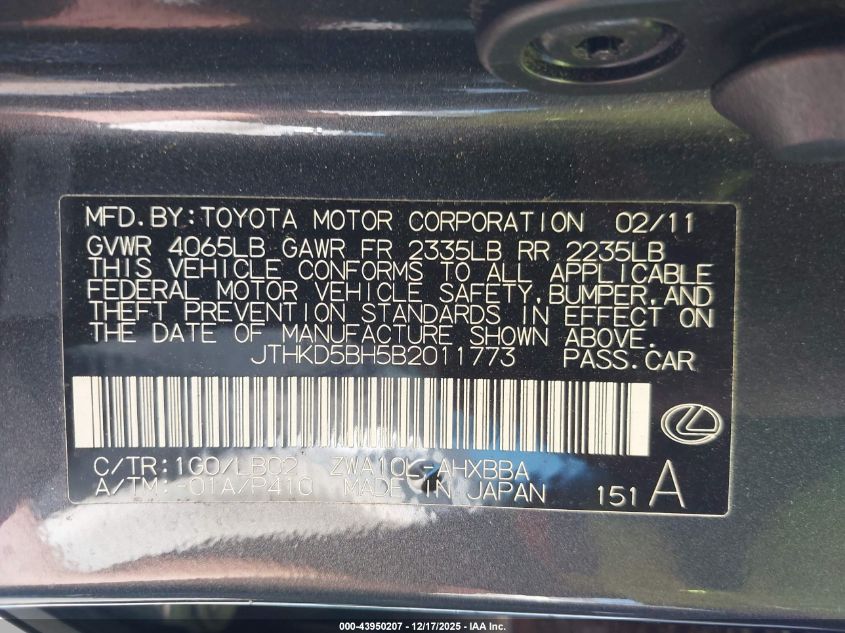 MFD.BY:TOYOTA MOTOR CORPORATION 02/11
GVWR 4065LB GAWR FR 2335LB RR 2235LB
THIS VEHICLE CONFORMS TO ALL APPLICABLE
FEDERAL MOTOR VEHICLE SAFETY,BUMPER,AND
THEFT PREVENTION STANDARDS IN EFFECT ON
THE DATE OF MANUFACTURE SHOWN ABOVE.
JTHKD5BH5B2011773 PASS.CAR
C/TR:1G0/LB02 ZWA10L-AHXBBA
A/TM:-01A/P410 MADE IN JAPAN 151 A
000-43950207 - 12/17/2025 - IAA Inc.